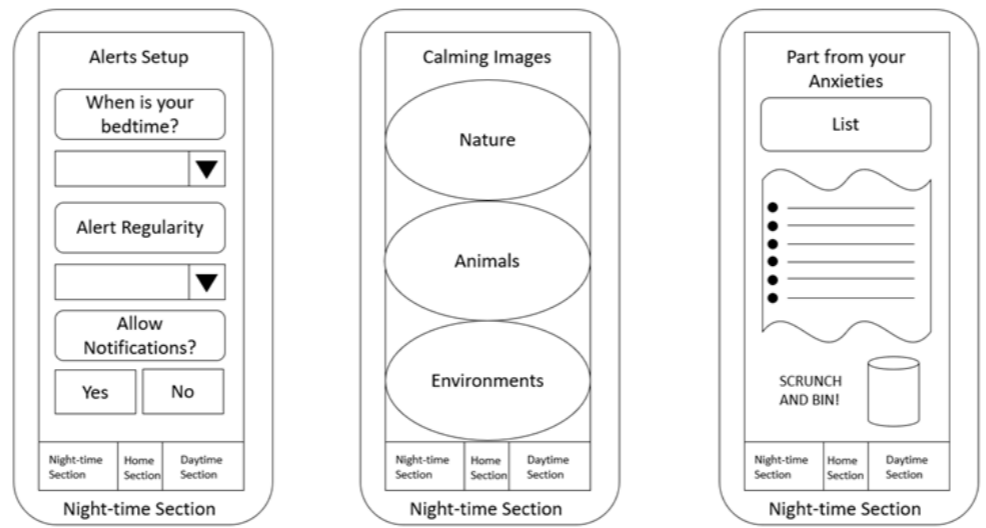 Alerts Setup
When is your
bedtime?
Alert Regularity
Allow
Notifications?
Yes
No
Night-time
Section
Home
Section
Daytime
Section
Night-time Section
Calming Images
Nature
Animals
Environments
Night-time
Section
Home
Section
Daytime
Section
Night-time Section
Part from your
Anxieties
List
SCRUNCH
AND BIN!
Night-time
Section
Home
Section
Daytime
Section
Night-time Section